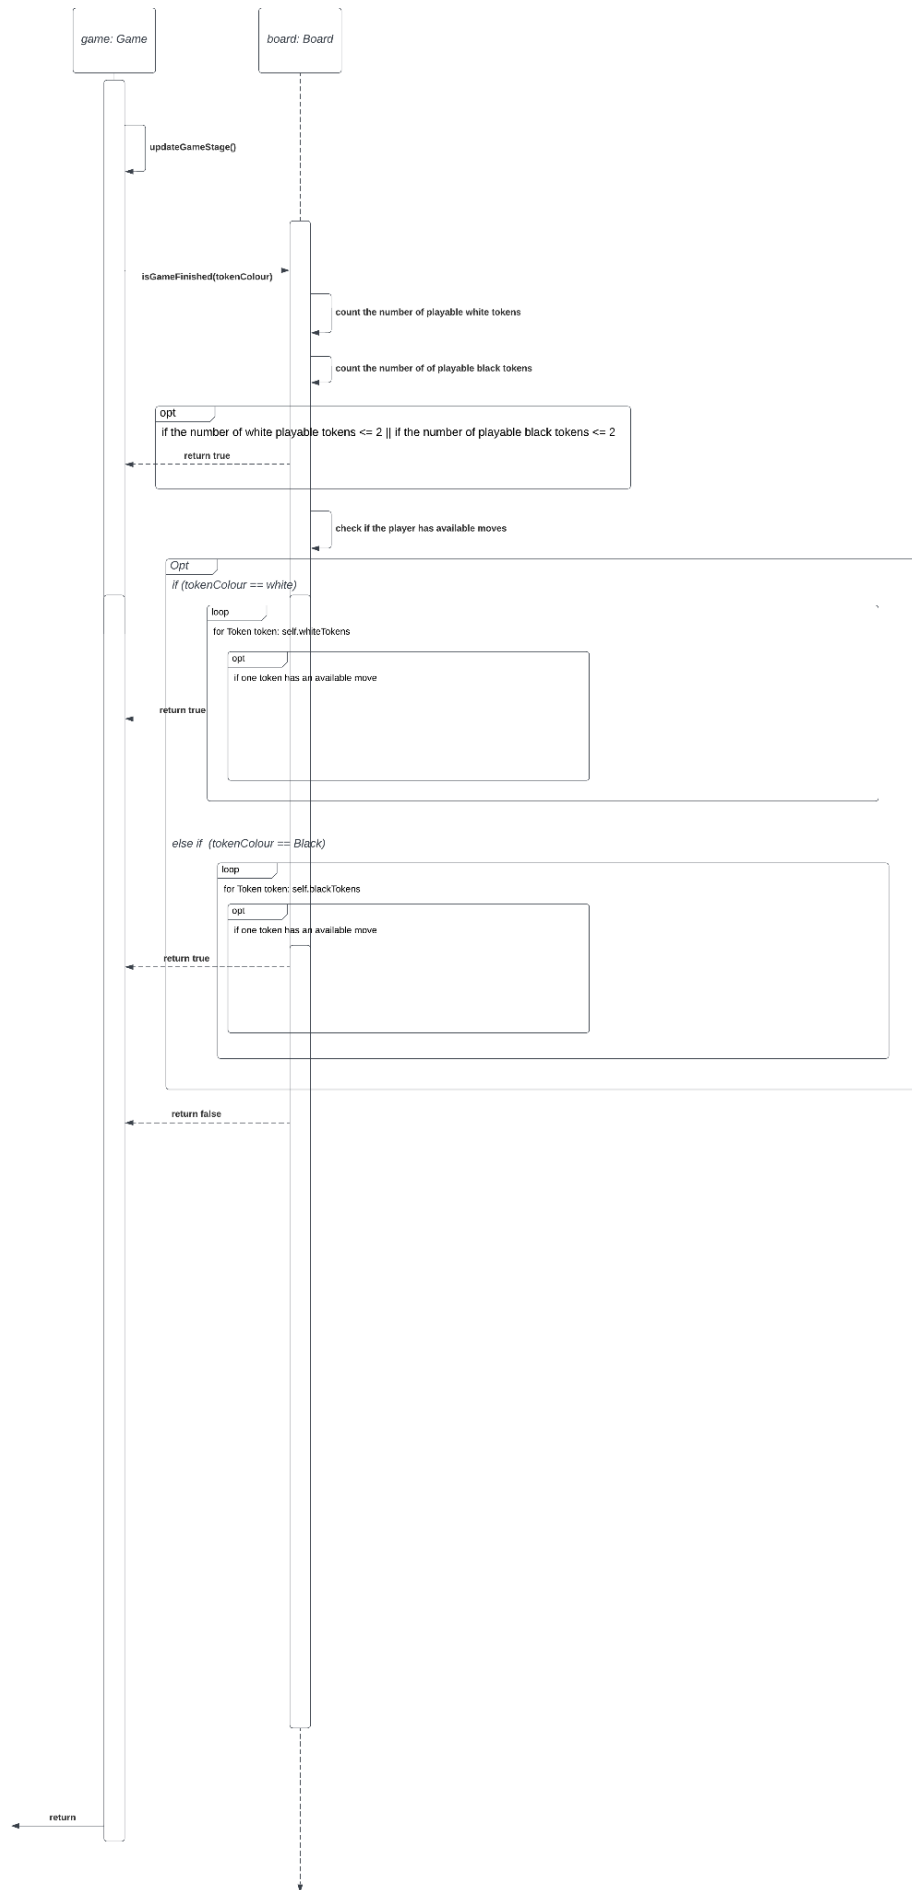 game: Game
board: Board
updateGameStage()
isGameFinished(tokenColour)
count the number of playable white tokens
count the number of of playable black tokens
opt
if the number of white playable tokens <= 2 || if the number of playable black tokens <= 2
return true
check if the player has available moves
Opt
if (tokenColour == white)
loop
for Token token: self.whiteTokens
opt
if one token has an available move
return true
else if (tokenColour == Black)
loop
for Token token: self.blackTokens
opt
if one token has an available move
return true
return false
return